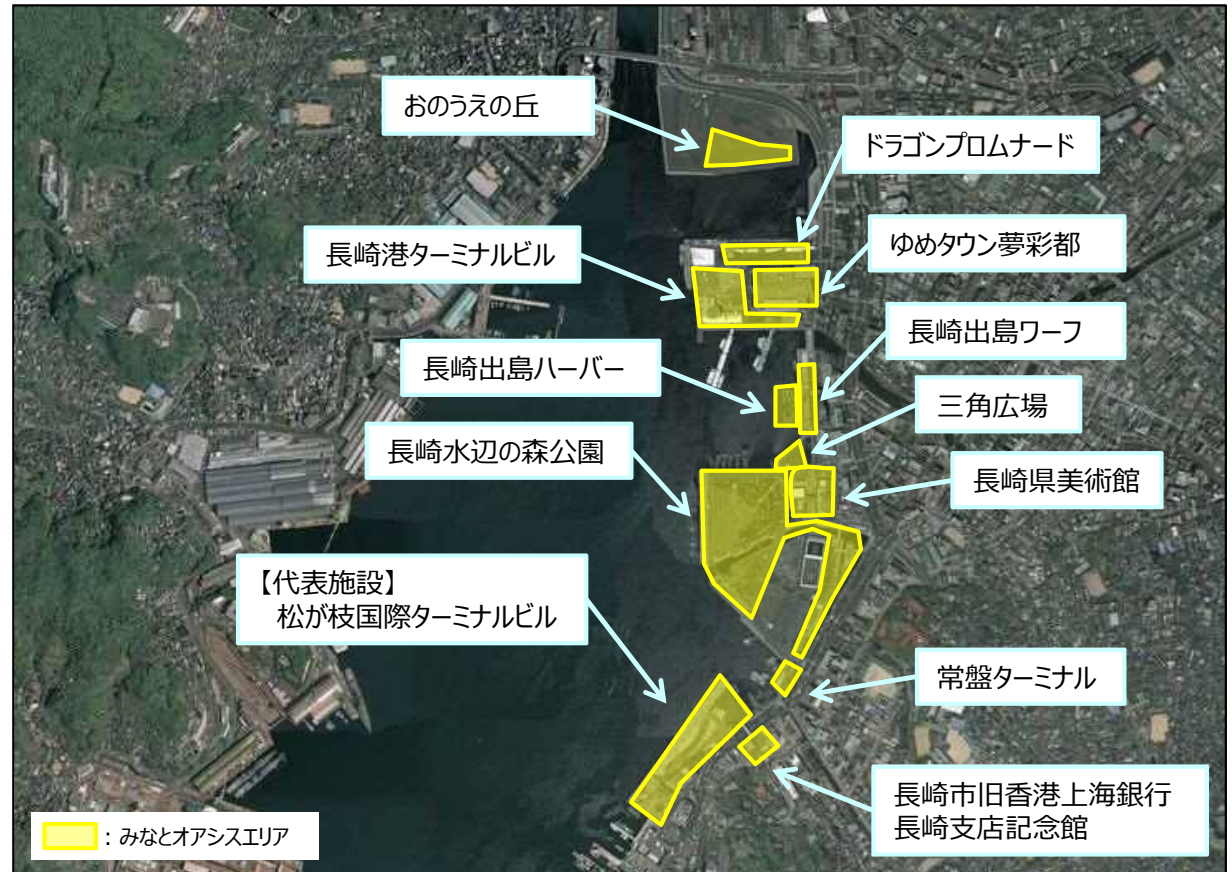 おのうえの丘
ドラゴンプロムナード
長崎港ターミナルビル
ゆめタウン夢彩都
長崎出島ワーフ
長崎出島ハーバー
三角広場
長崎水辺の森公園
長崎県美術館
【代表施設】
松が枝国際ターミナルビル
常盤ターミナル
長崎市旧香港上海銀行
長崎支店記念館
：みなとオアシスエリア